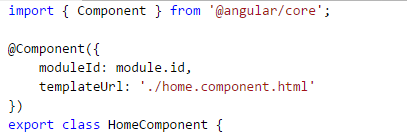 import { Component } from '@angular/core';

@Component({
    moduleId: module.id,
    templateUrl: './home.component.html'
})
export class HomeComponent {